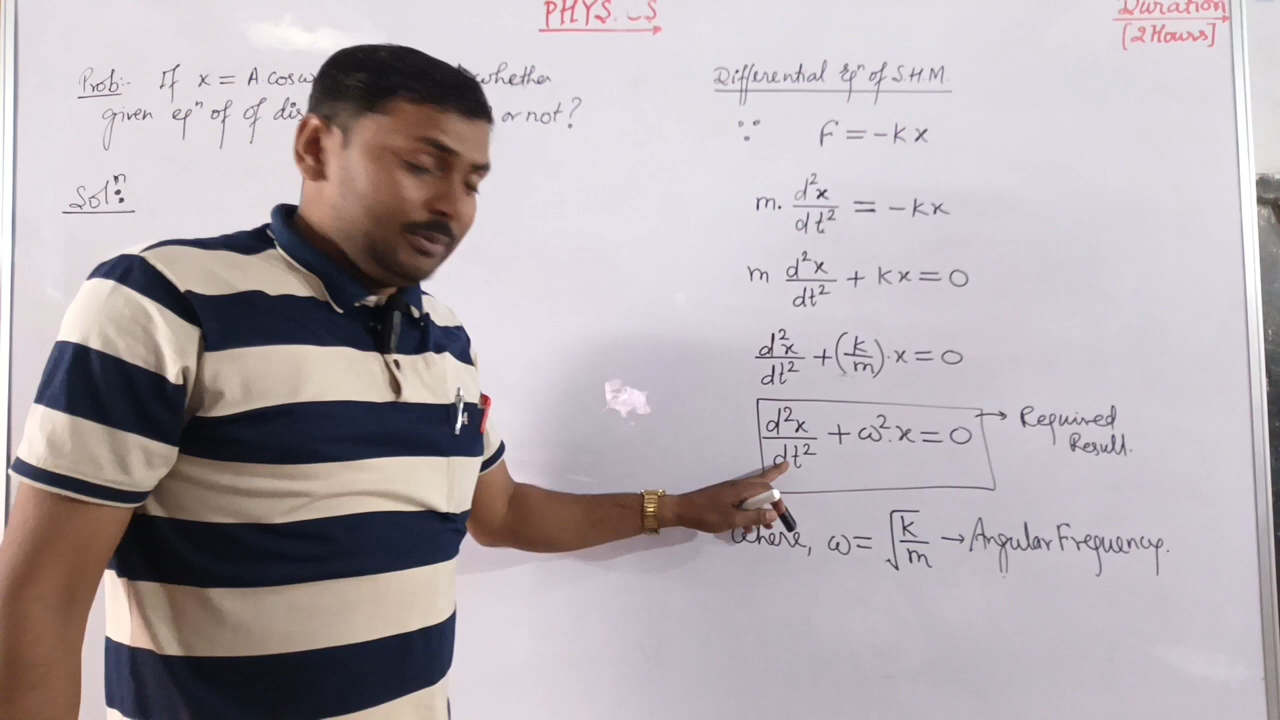 PHYS
Duration
[2 Hours]
Prob:- If x = A cosω whether
given eqⁿ of of dis or not?
Solⁿ:
Differential Eqⁿ of S.H.M.
∵ F = -kx
m. d²x/dt² = -kx
m d²x/dt² + kx = 0
d²x/dt² + (k/m).x = 0
d²x/dt² + ω².x = 0 → Required
Result.
where, ω = √(k/m) → Angular Frequency.